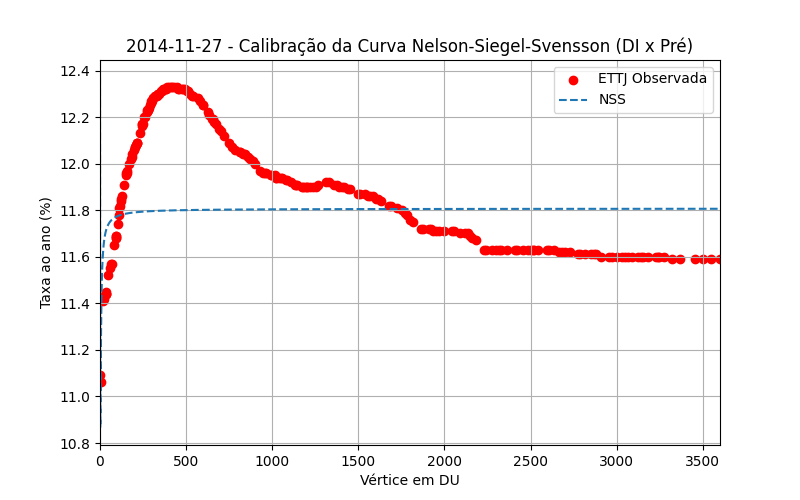 2014-11-27 - Calibração da Curva Nelson-Siegel-Svensson (DI x Pré)
12.4
12.2
12.0
11.8
11.6
11.4
11.2
11.0
10.8
Taxa ao ano (%)
ETTJ Observada
NSS
0 500 1000 1500 2000 2500 3000 3500
Vértice em DU